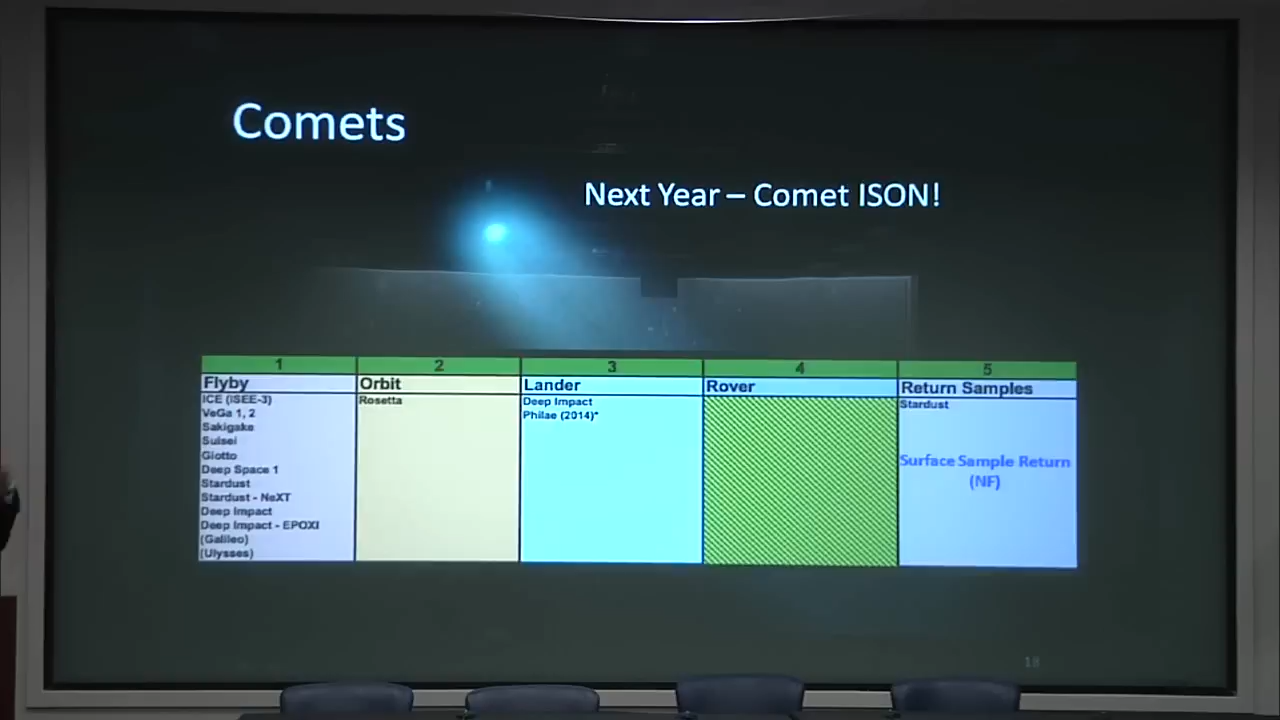 Comets
Next Year – Comet ISON!
1 2 3 4 5
Flyby Orbit Lander Rover Return Samples
ICE (ISEE-3) Rosetta Deep Impact Stardust
VeGa 1, 2 Philae (2014)*
Sakigake
Suisei
Giotto
Deep Space 1
Stardust
Stardust - NeXT
Deep Impact
Deep Impact - EPOXI
(Galileo)
(Ulysses)
Surface Sample Return
(NF)
18